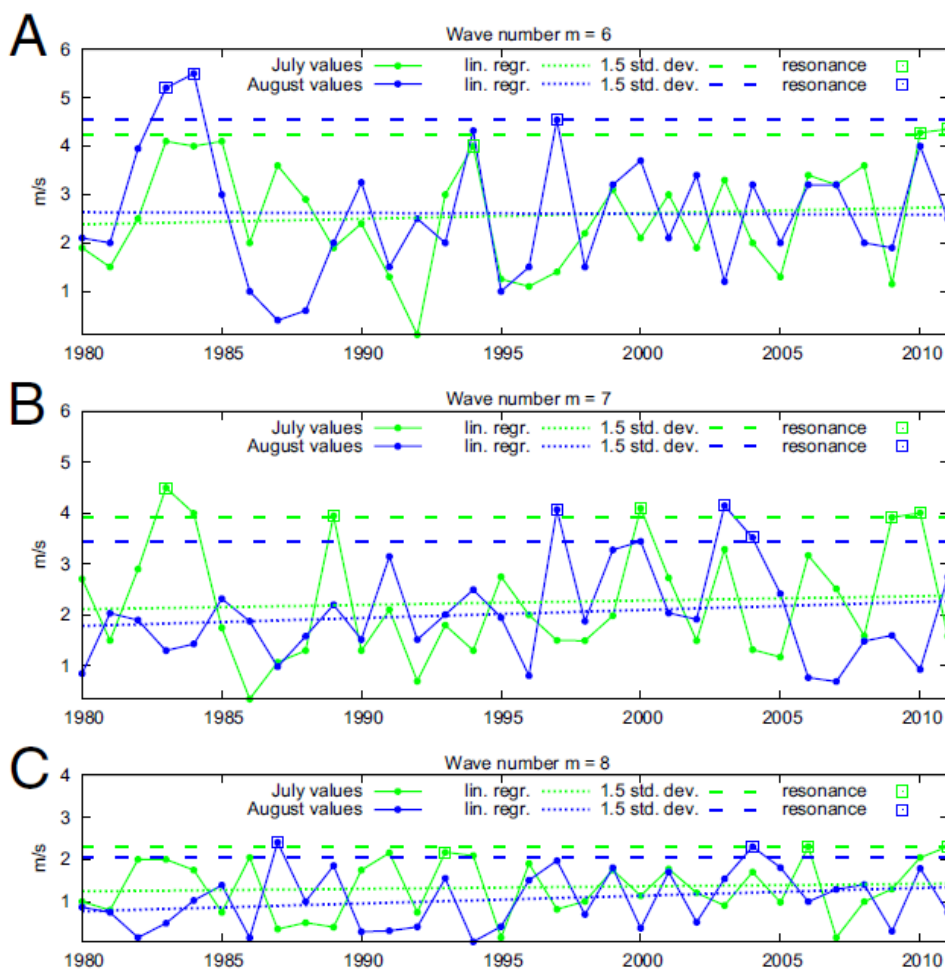 A
Wave number m = 6
July values lin. regr. 1.5 std. dev. resonance
August values lin. regr. 1.5 std. dev. resonance
6
5
4
3
2
1
m/s
1980 1985 1990 1995 2000 2005 2010
B
Wave number m = 7
July values lin. regr. 1.5 std. dev. resonance
August values lin. regr. 1.5 std. dev. resonance
6
5
4
3
2
1
m/s
1980 1985 1990 1995 2000 2005 2010
C
Wave number m = 8
July values lin. regr. 1.5 std. dev. resonance
August values lin. regr. 1.5 std. dev. resonance
4
3
2
1
m/s
1980 1985 1990 1995 2000 2005 2010